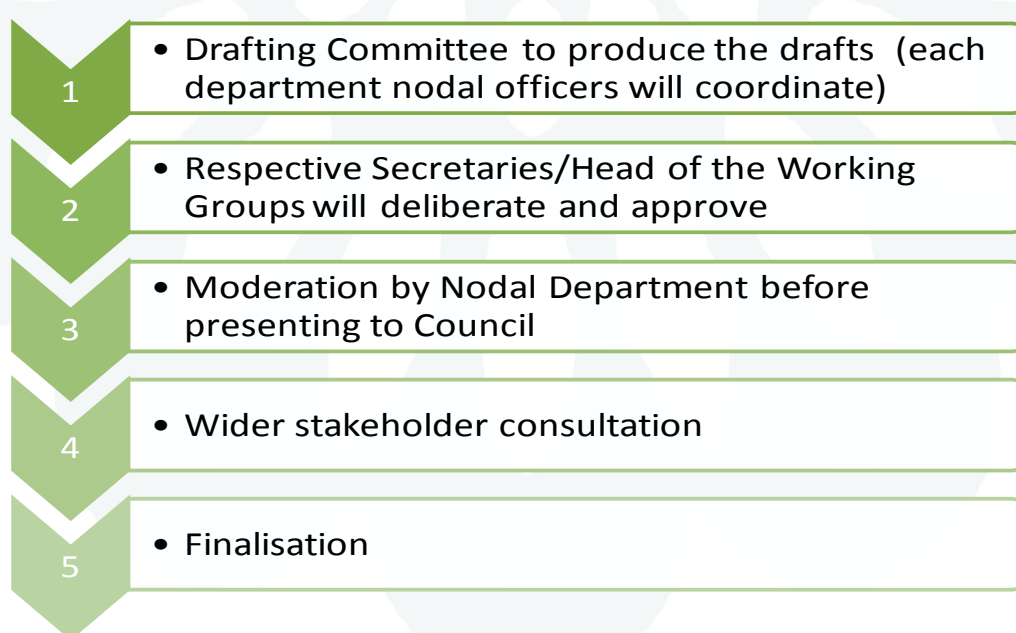 1
• Drafting Committee to produce the drafts (each
department nodal officers will coordinate)
2
• Respective Secretaries/Head of the Working
Groups will deliberate and approve
3
• Moderation by Nodal Department before
presenting to Council
4
• Wider stakeholder consultation
5
• Finalisation